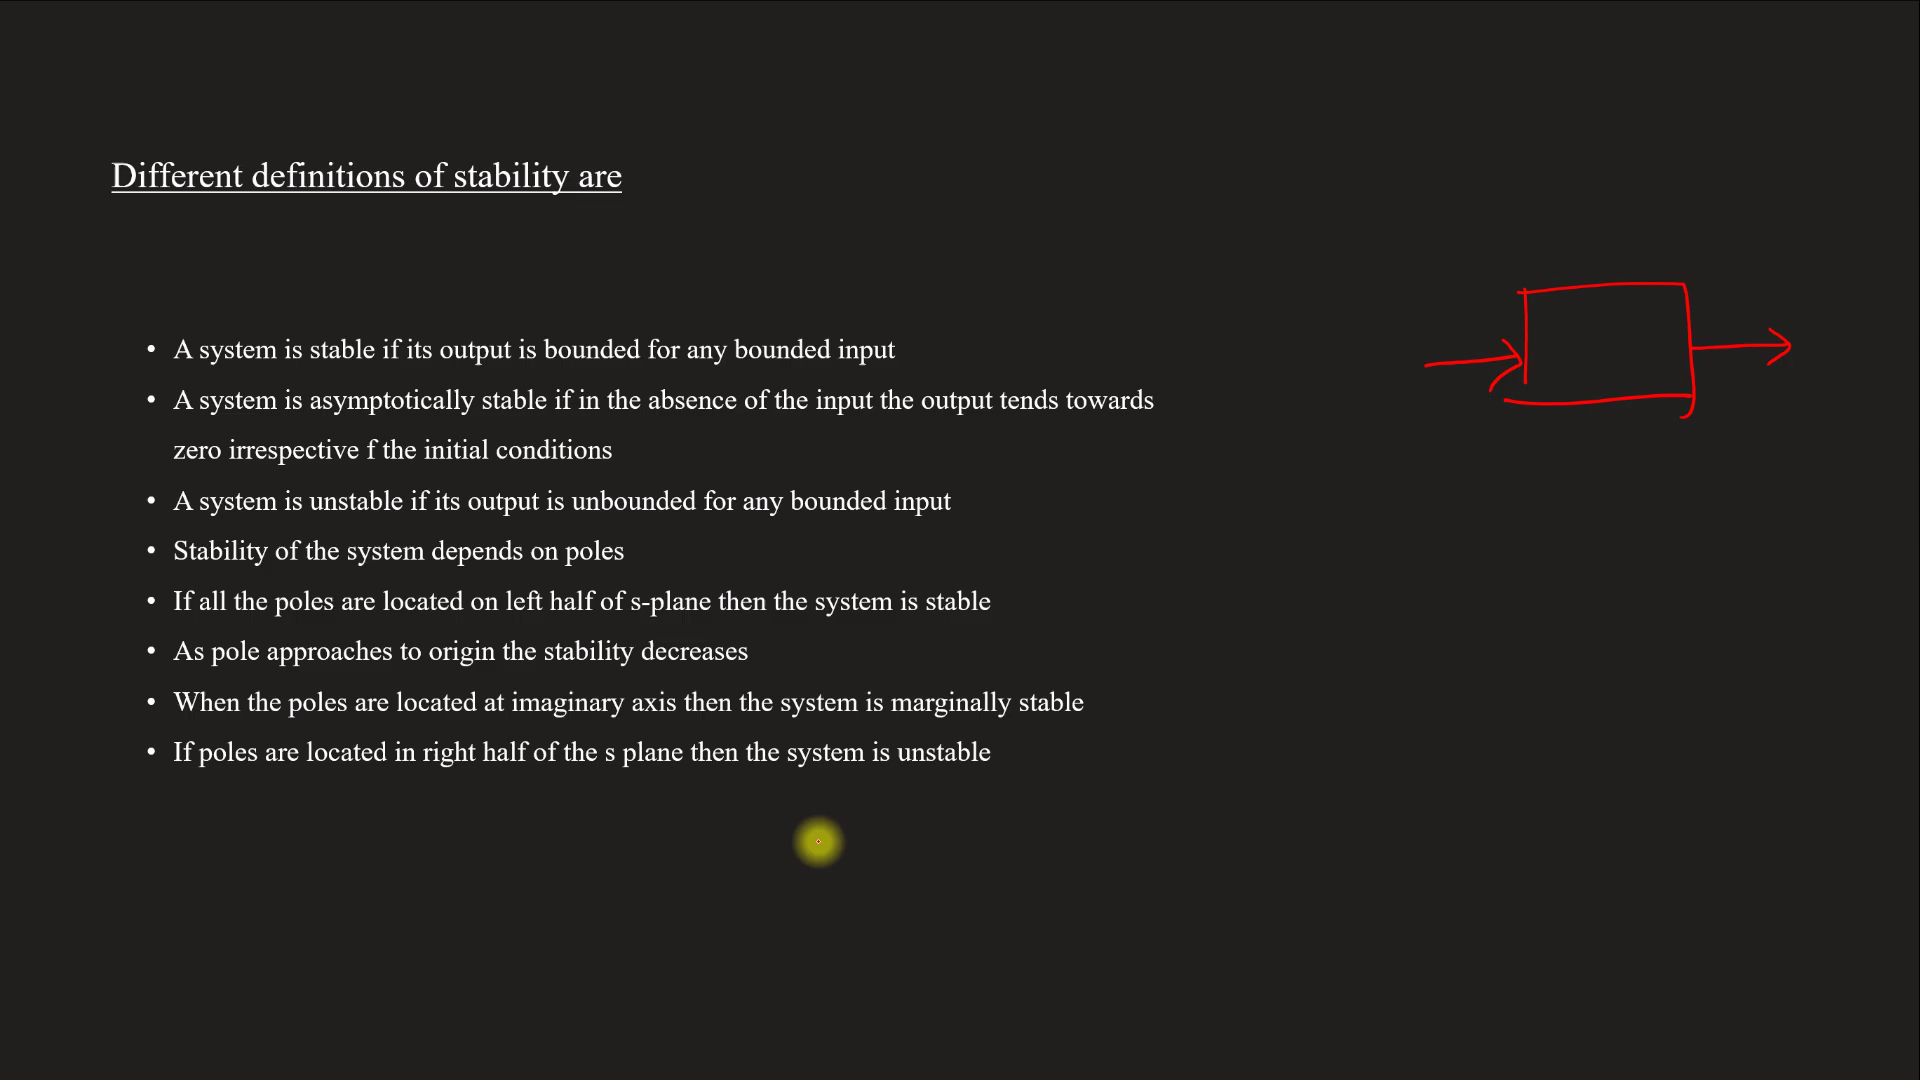 Different definitions of stability are
• A system is stable if its output is bounded for any bounded input
• A system is asymptotically stable if in the absence of the input the output tends towards
zero irrespective f the initial conditions
• A system is unstable if its output is unbounded for any bounded input
• Stability of the system depends on poles
• If all the poles are located on left half of s-plane then the system is stable
• As pole approaches to origin the stability decreases
• When the poles are located at imaginary axis then the system is marginally stable
• If poles are located in right half of the s plane then the system is unstable